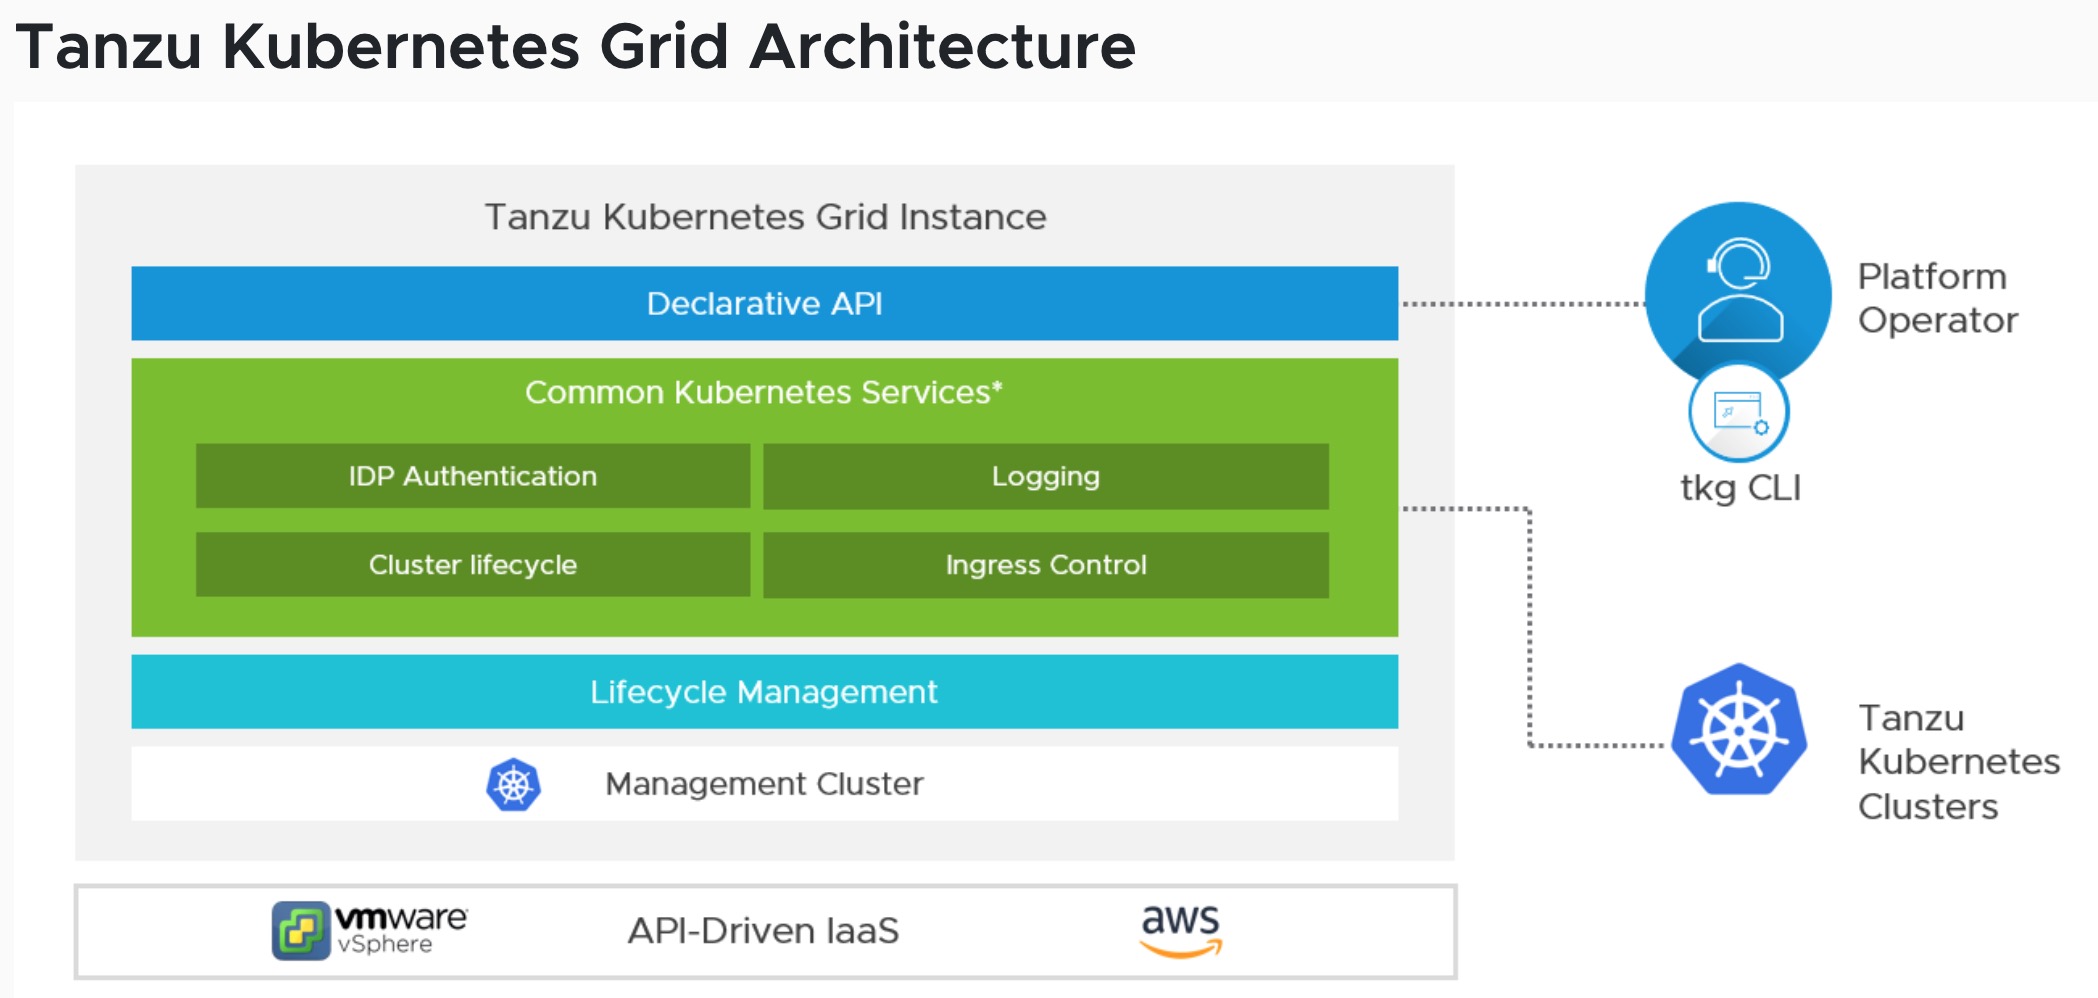 Tanzu Kubernetes Grid Architecture
Tanzu Kubernetes Grid Instance
Declarative API
Common Kubernetes Services*
IDP Authentication
Logging
Cluster lifecycle
Ingress Control
Lifecycle Management
Management Cluster
vmware
vSphere
API-Driven IaaS
aws
Platform
Operator
tkg CLI
Tanzu
Kubernetes
Clusters